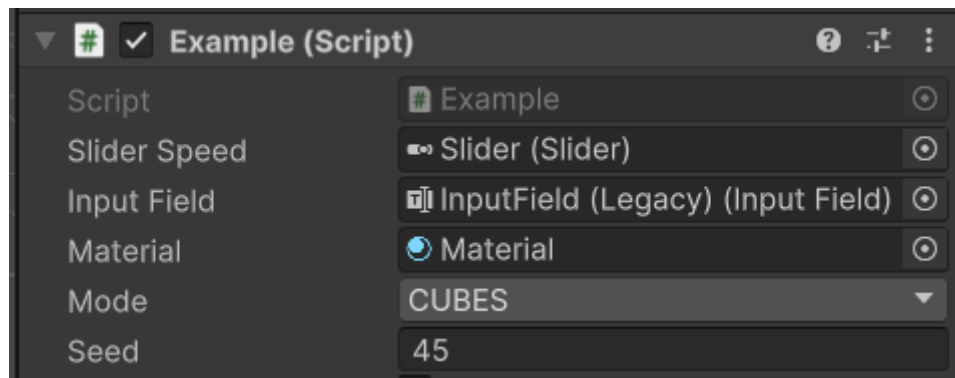 Example (Script)
Script Example
Slider Speed Slider (Slider)
Input Field InputField (Legacy) (Input Field)
Material Material
Mode CUBES
Seed 45